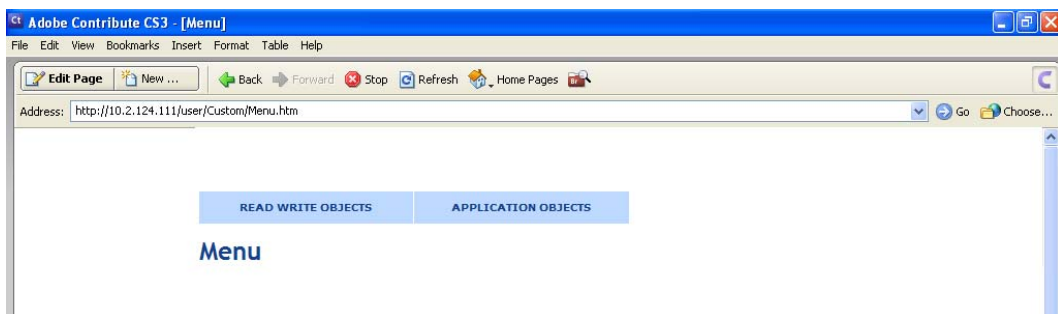 Ct Adobe Contribute CS3 - [Menu]
File Edit View Bookmarks Insert Format Table Help
Edit Page New ... Back Forward Stop Refresh Home Pages
Address: http://10.2.124.111/user/Custom/Menu.htm Go Choose...
READ WRITE OBJECTS APPLICATION OBJECTS
Menu